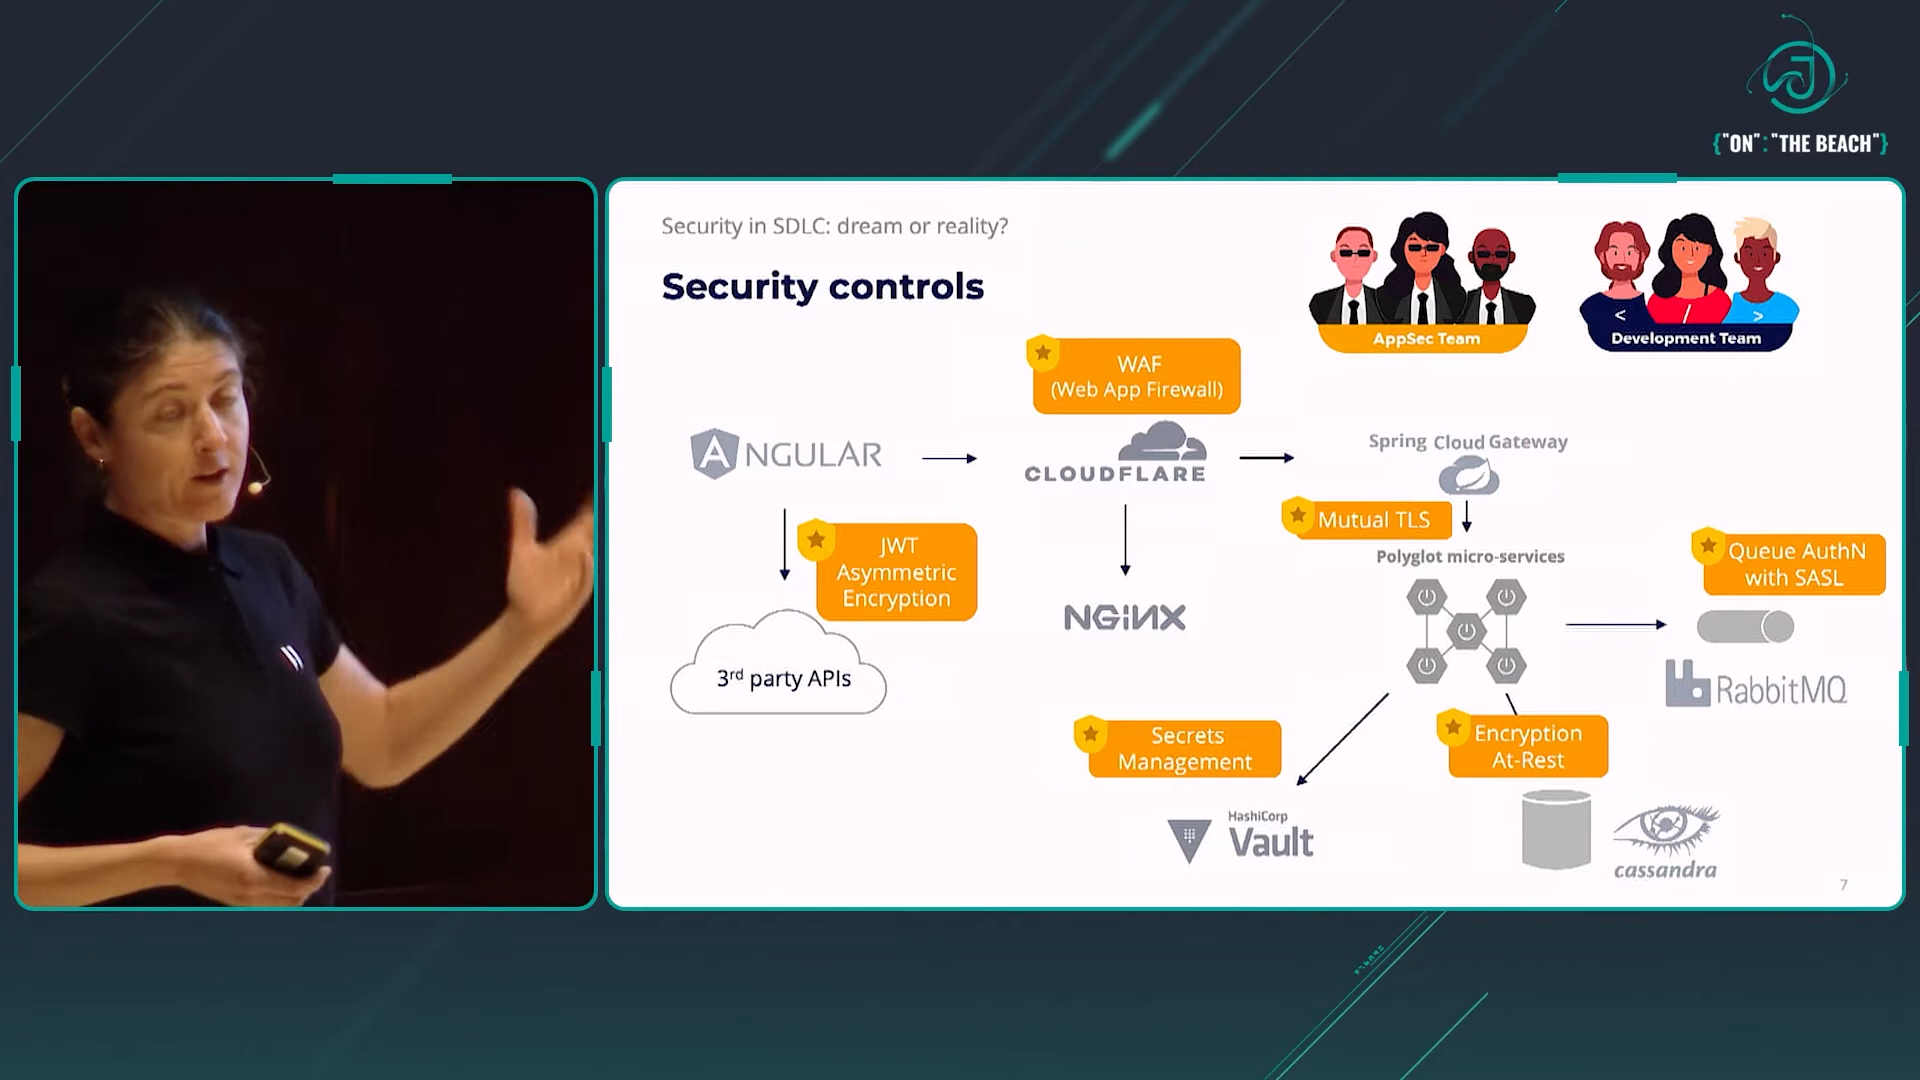 {"ON":"THE BEACH"}
Security in SDLC: dream or reality?
Security controls
AppSec Team
< / >
Development Team
WAF
(Web App Firewall)
ANGULAR
CLOUDFLARE
Spring Cloud Gateway
Mutual TLS
JWT
Asymmetric
Encryption
Polyglot micro-services
Queue AuthN
with SASL
NGINX
3rd party APIs
RabbitMQ
Secrets
Management
Encryption
At-Rest
HashiCorp
Vault
cassandra
7